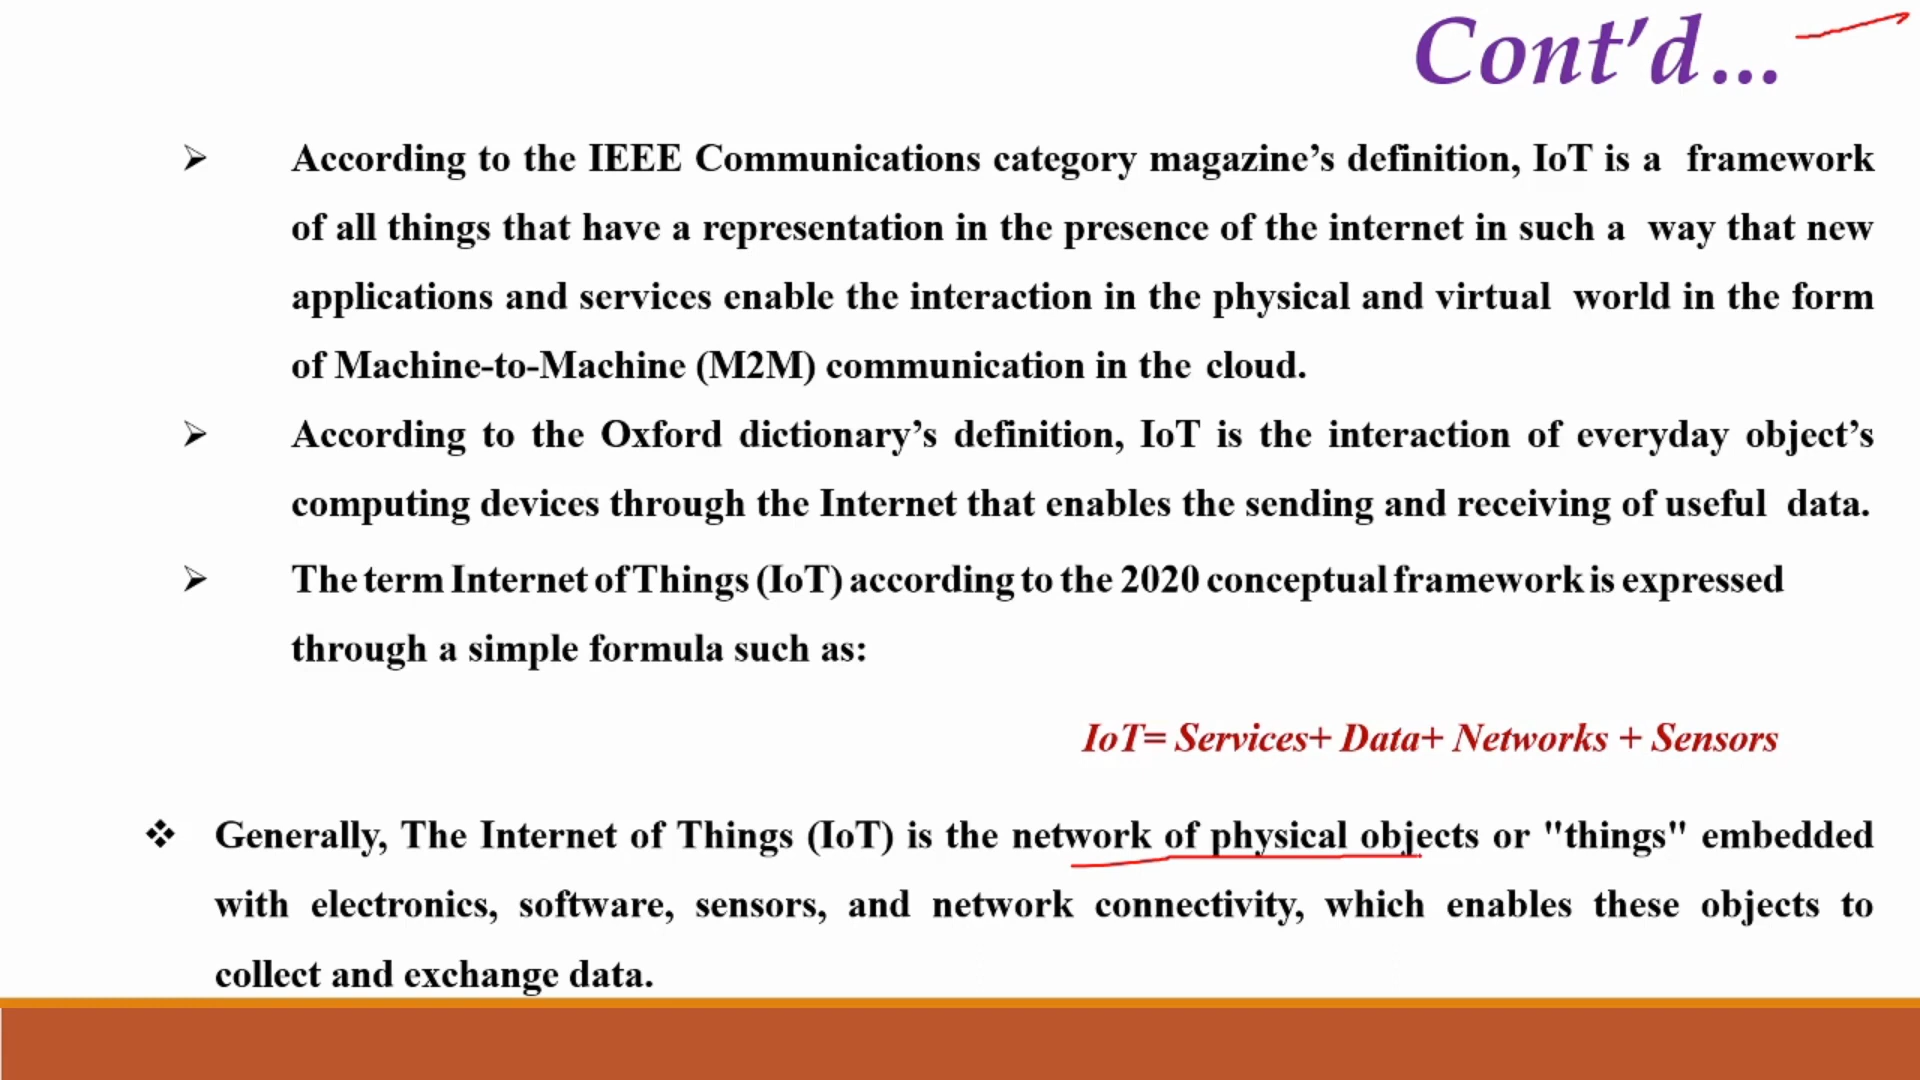 Cont'd...
➢ According to the IEEE Communications category magazine’s definition, IoT is a framework
of all things that have a representation in the presence of the internet in such a way that new
applications and services enable the interaction in the physical and virtual world in the form
of Machine-to-Machine (M2M) communication in the cloud.
➢ According to the Oxford dictionary’s definition, IoT is the interaction of everyday object’s
computing devices through the Internet that enables the sending and receiving of useful data.
➢ The term Internet of Things (IoT) according to the 2020 conceptual framework is expressed
through a simple formula such as:
IoT= Services+ Data+ Networks + Sensors
❖ Generally, The Internet of Things (IoT) is the network of physical objects or "things" embedded
with electronics, software, sensors, and network connectivity, which enables these objects to
collect and exchange data.